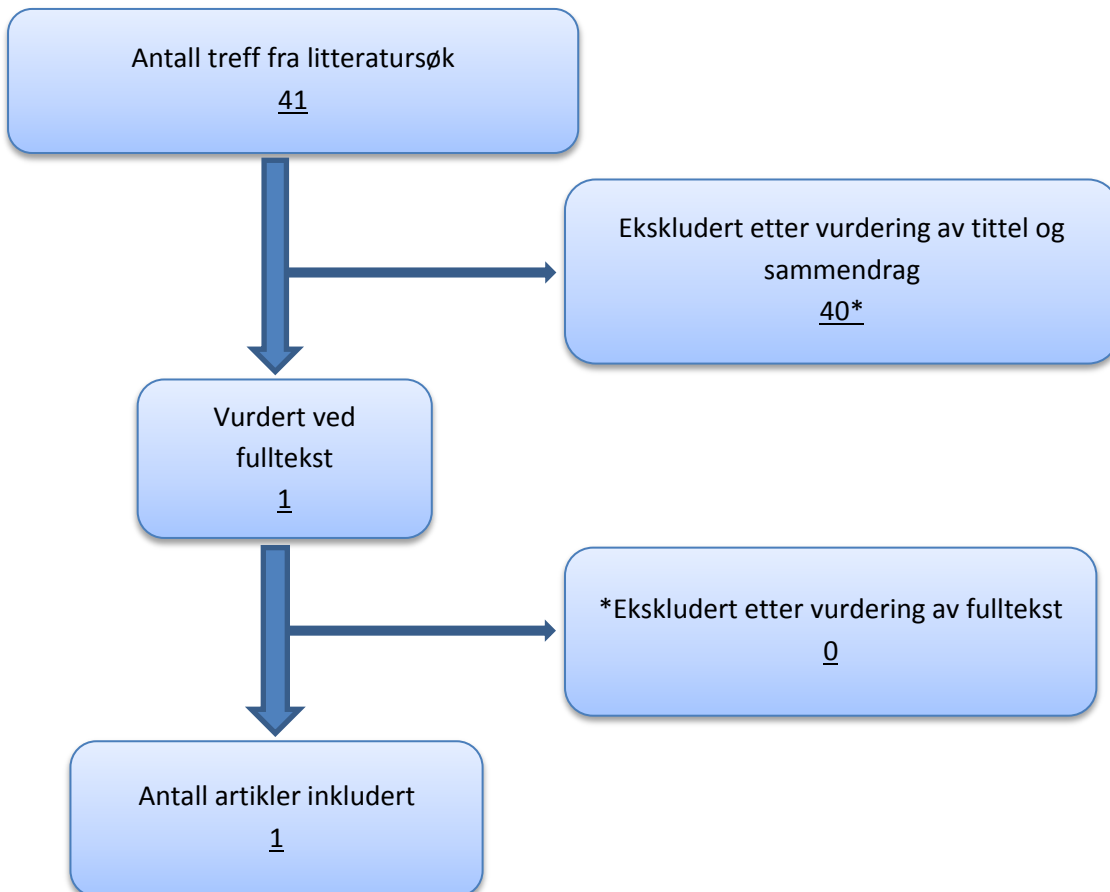 Antall treff fra litteratursøk
41
Ekskludert etter vurdering av tittel og
sammendrag
40*
Vurdert ved
fulltekst
1
*Ekskludert etter vurdering av fulltekst
0
Antall artikler inkludert
1